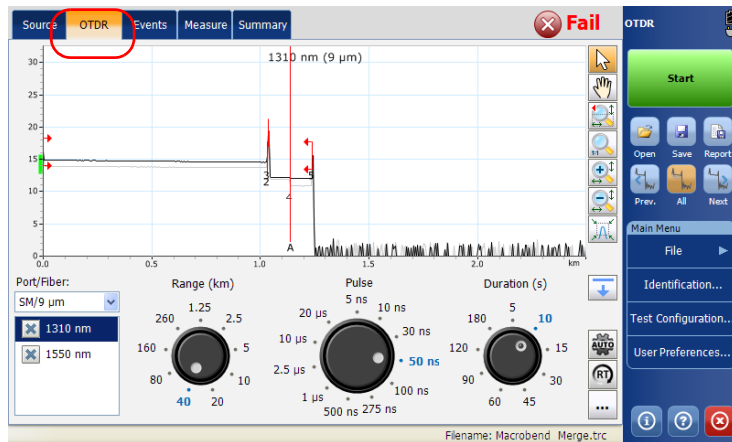 Source OTDR Events Measure Summary Fail OTDR
1310 nm (9 µm)
30
25
20
15
10
5
0
3
2
4
5
A
0.0 0.5 1.0 1.5 2.0 km
Start
Open Save Report
Prev. All Next
Main Menu
File
Identification...
Test Configuration...
User Preferences...
Port/Fiber:
SM/9 µm
1310 nm
1550 nm
Range (km)
1.25
260 2.5
160 5
80 10
40 20
Pulse
5 ns
20 µs 10 ns
10 µs 30 ns
2.5 µs 50 ns
1 µs 100 ns
500 ns 275 ns
Duration (s)
5
180 10
120 15
90 30
60 45
1:1
AUTO
RT
...
Filename: Macrobend Merge.trc